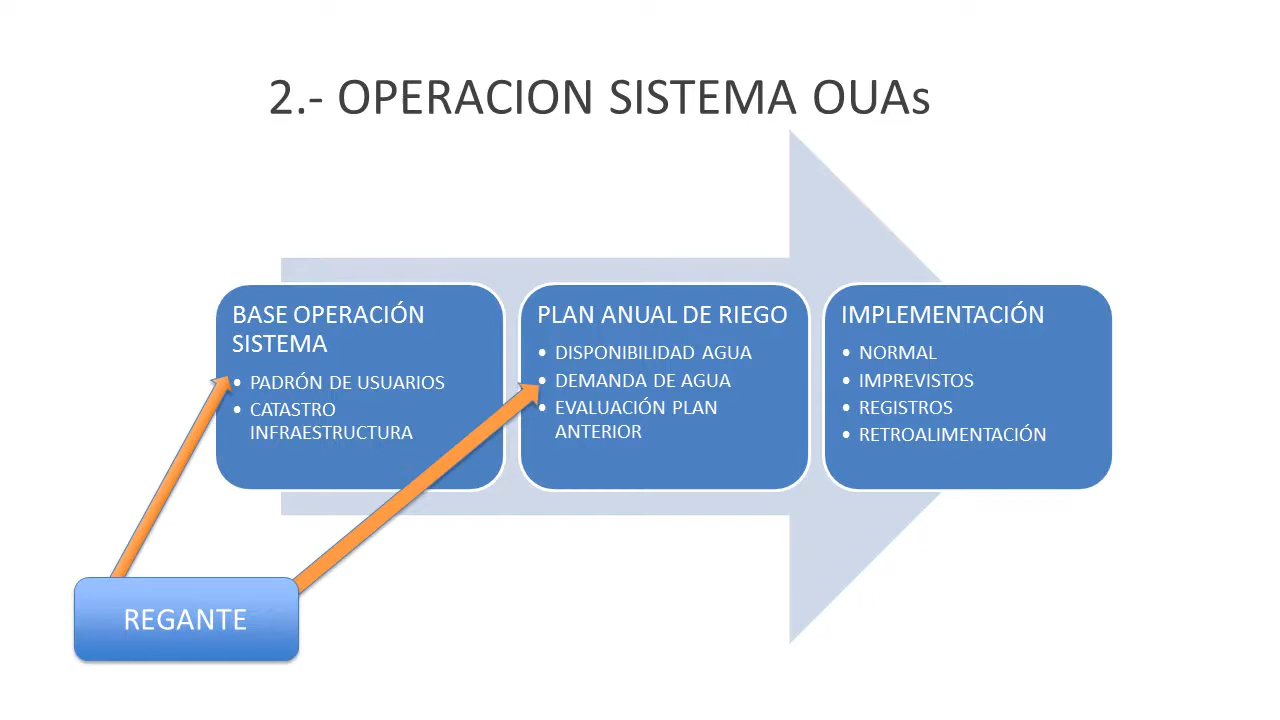 2.- OPERACION SISTEMA OUAs
BASE OPERACIÓN
SISTEMA
• PADRÓN DE USUARIOS
• CATASTRO
INFRAESTRUCTURA
PLAN ANUAL DE RIEGO
• DISPONIBILIDAD AGUA
• DEMANDA DE AGUA
• EVALUACIÓN PLAN
ANTERIOR
IMPLEMENTACIÓN
• NORMAL
• IMPREVISTOS
• REGISTROS
• RETROALIMENTACIÓN
REGANTE